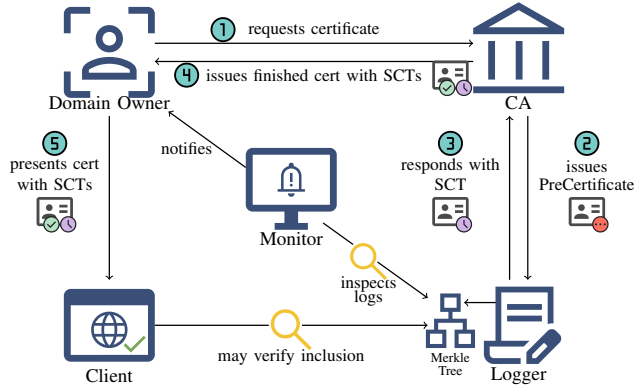 1 requests certificate
4 issues finished cert with SCTs
Domain Owner
CA
5
presents cert
with SCTs
notifies
3
responds with
SCT
2
issues
PreCertificate
Monitor
inspects
logs
may verify inclusion
Merkle
Tree
Client
Logger